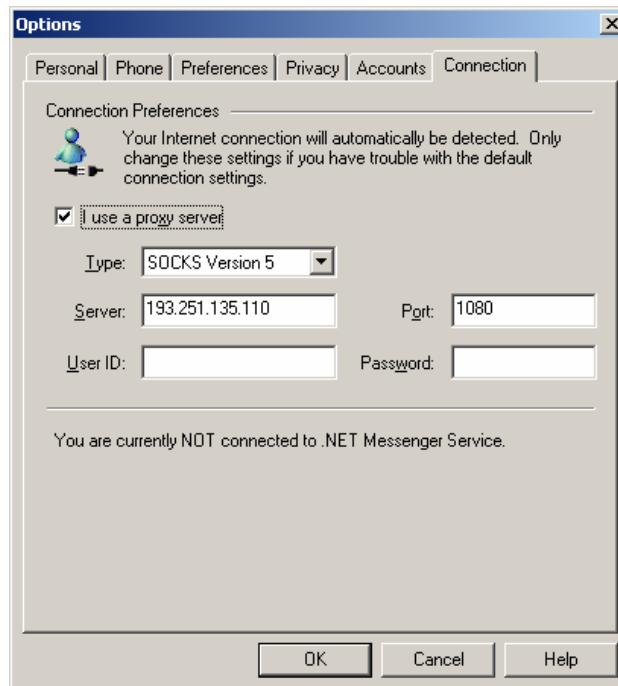 Options
Personal Phone Preferences Privacy Accounts Connection
Connection Preferences
Your Internet connection will automatically be detected. Only
change these settings if you have trouble with the default
connection settings.
I use a proxy server
Type: SOCKS Version 5
Server: 193.251.135.110 Port: 1080
User ID: Password:
You are currently NOT connected to .NET Messenger Service.
OK Cancel Help